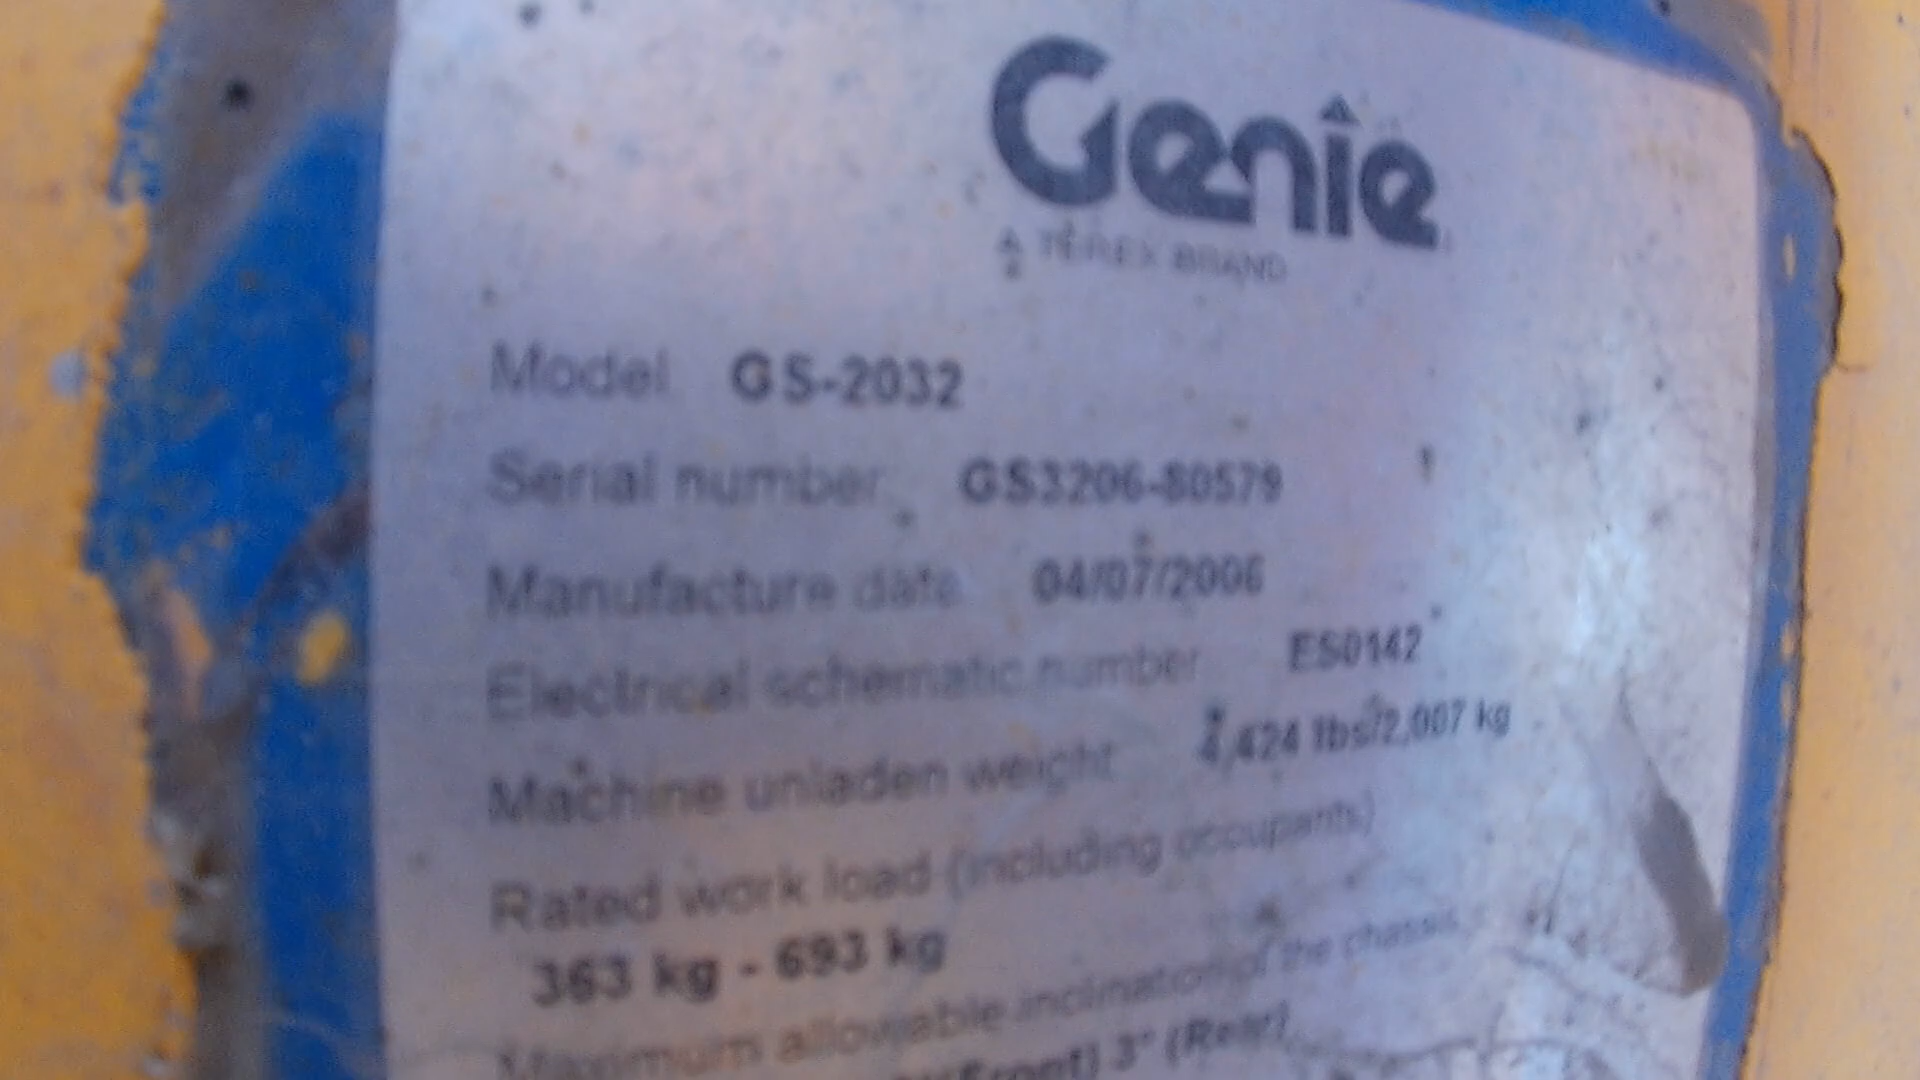 Genie
A TEREX BRAND
Model GS-2032
Serial number GS3206-80579
Manufacture date 04/07/2006
Electrical schematic number ES0142
Machine unladen weight 4,424 lbs/2,007 kg
Rated work load (including occupants)
363 kg - 693 kg
Maximum allowable inclination of the chassis
(Front) 3° (Rear)